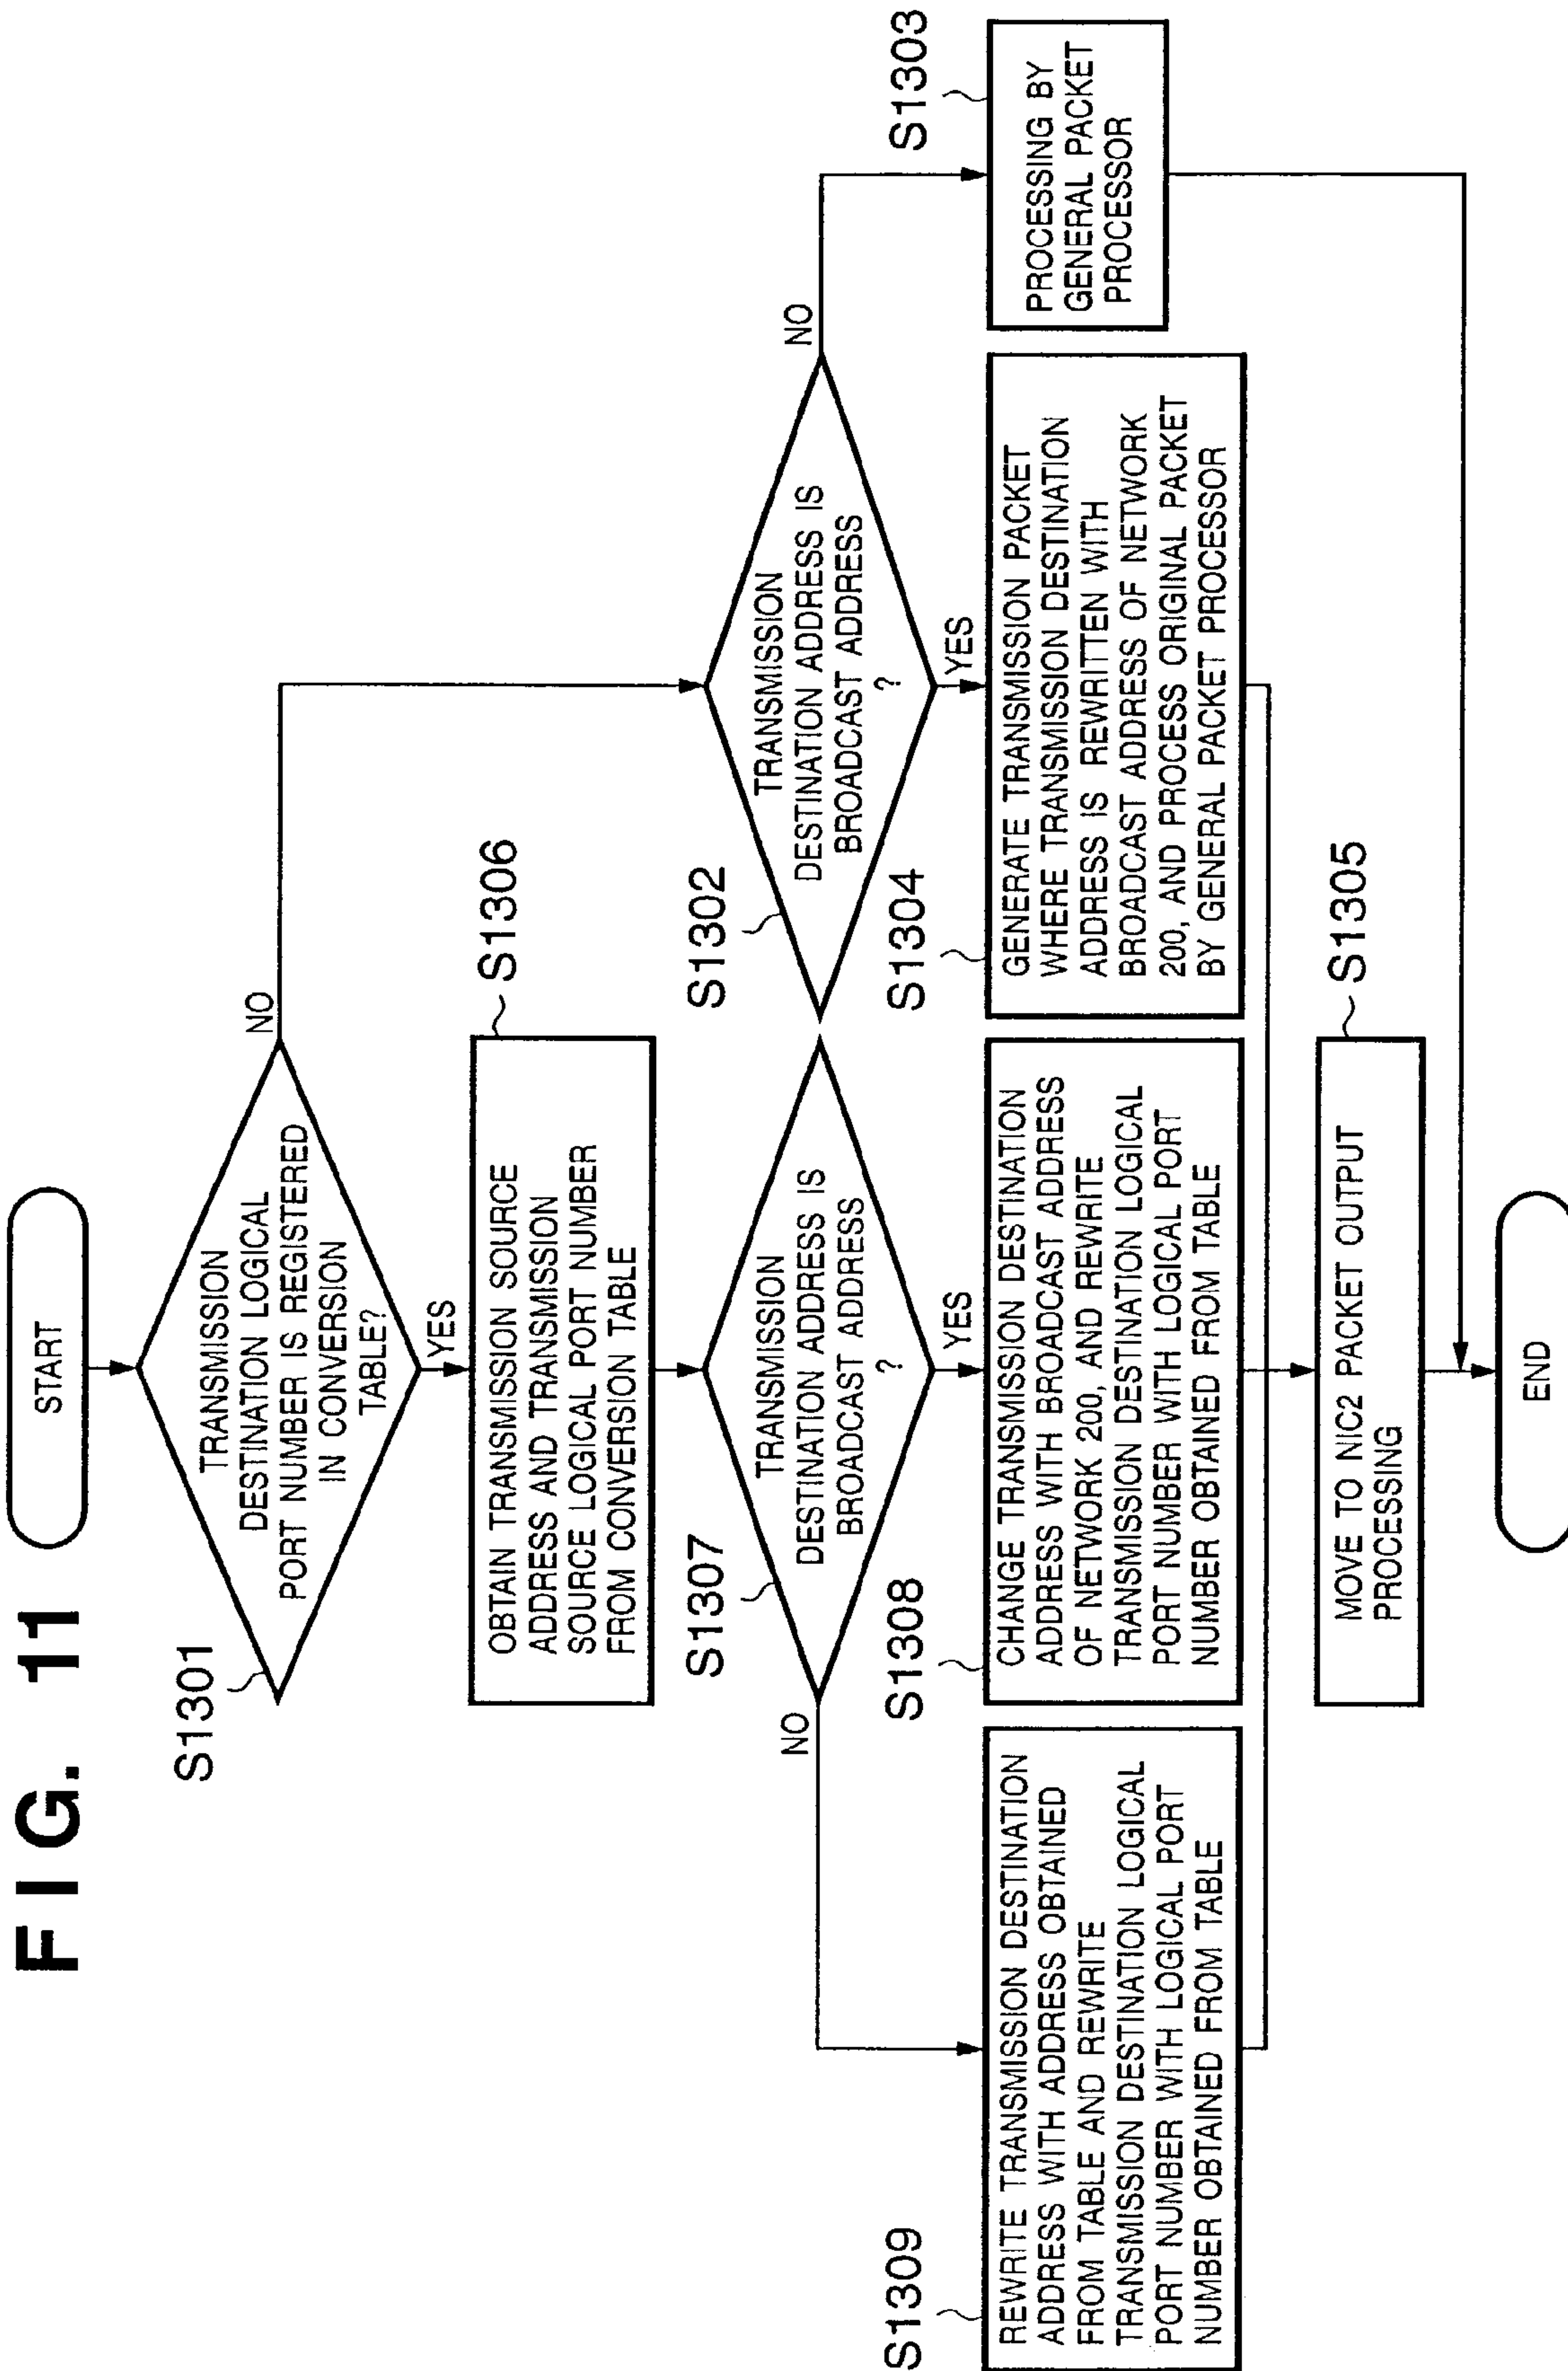 FIG. 11
START
S1301
TRANSMISSION
DESTINATION LOGICAL
PORT NUMBER IS REGISTERED
IN CONVERSION
TABLE?
NO
YES
S1306
OBTAIN TRANSMISSION SOURCE
ADDRESS AND TRANSMISSION
SOURCE LOGICAL PORT NUMBER
FROM CONVERSION TABLE
S1307
TRANSMISSION
DESTINATION ADDRESS IS
BROADCAST ADDRESS
?
NO
YES
S1302
TRANSMISSION
DESTINATION ADDRESS IS
BROADCAST ADDRESS
?
NO
YES
S1309
REWRITE TRANSMISSION DESTINATION
ADDRESS WITH ADDRESS OBTAINED
FROM TABLE AND REWRITE
TRANSMISSION DESTINATION LOGICAL
PORT NUMBER WITH LOGICAL PORT
NUMBER OBTAINED FROM TABLE
S1308
CHANGE TRANSMISSION DESTINATION
ADDRESS WITH BROADCAST ADDRESS
OF NETWORK 200, AND REWRITE
TRANSMISSION DESTINATION LOGICAL
PORT NUMBER WITH LOGICAL PORT
NUMBER OBTAINED FROM TABLE
S1304
GENERATE TRANSMISSION PACKET
WHERE TRANSMISSION DESTINATION
ADDRESS IS REWRITTEN WITH
BROADCAST ADDRESS OF NETWORK
200, AND PROCESS ORIGINAL PACKET
BY GENERAL PACKET PROCESSOR
S1303
PROCESSING BY
GENERAL PACKET
PROCESSOR
S1305
MOVE TO NIC2 PACKET OUTPUT
PROCESSING
END